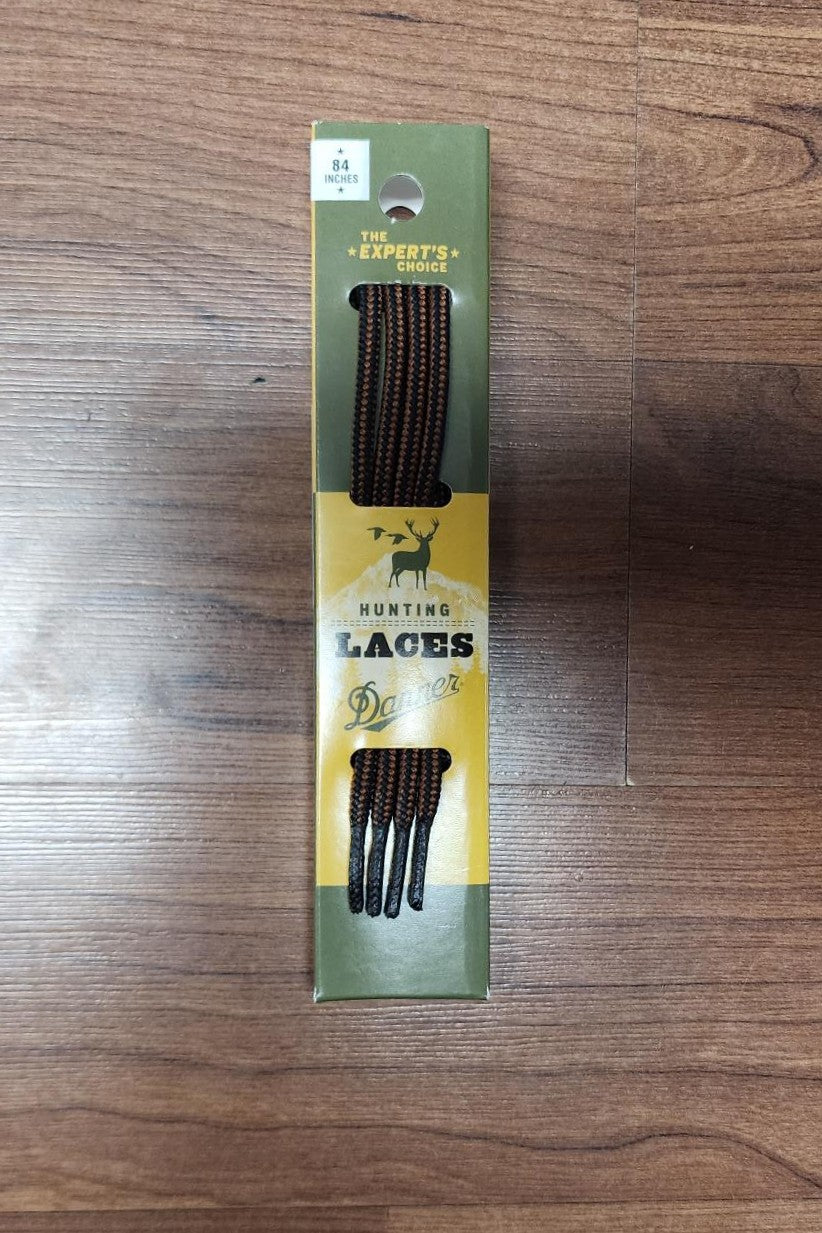 ★
84
INCHES
★
THE
★EXPERT'S★
CHOICE
HUNTING
LACES
Danner